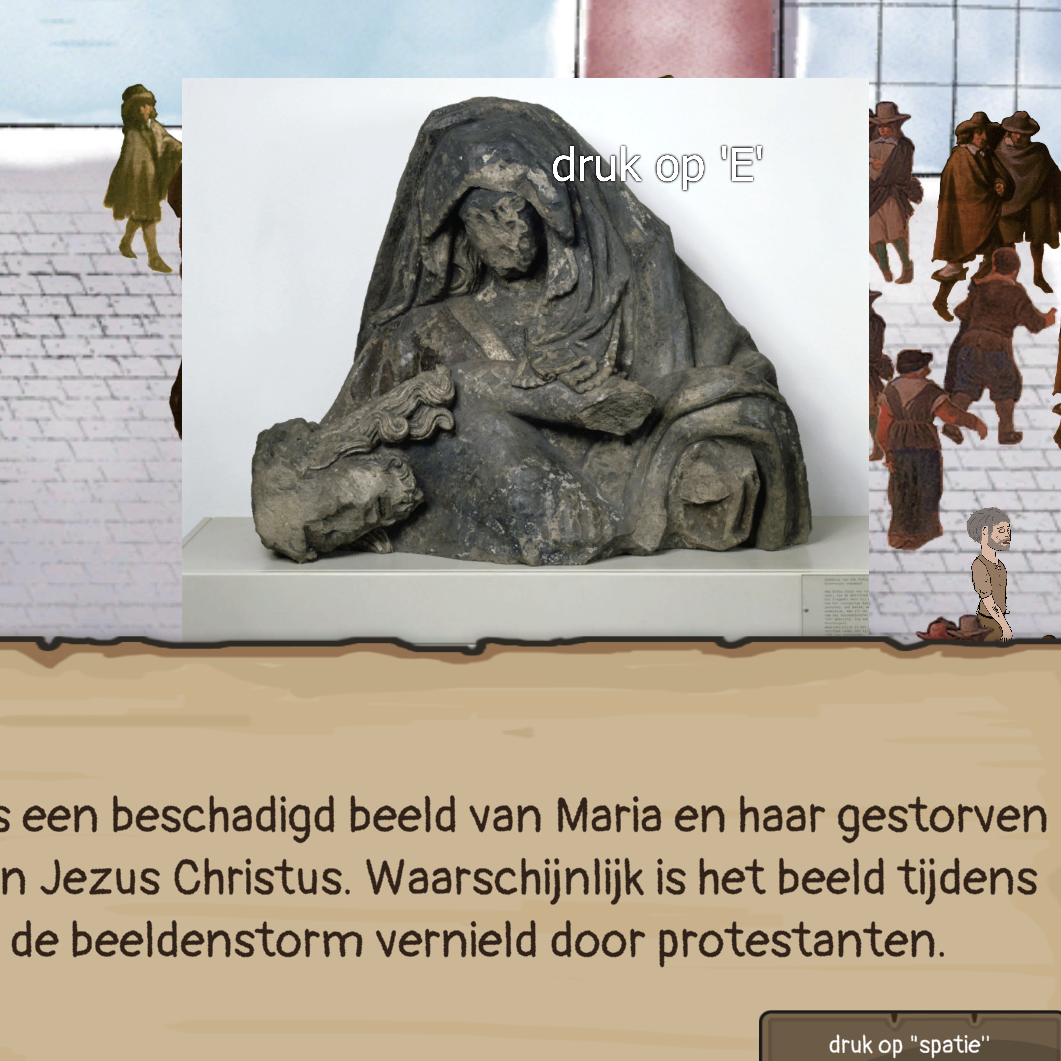 druk op 'E'
een beschadigd beeld van Maria en haar gestorven
Jezus Christus. Waarschijnlijk is het beeld tijdens
de beeldenstorm vernield door protestanten.
druk op "spatie"